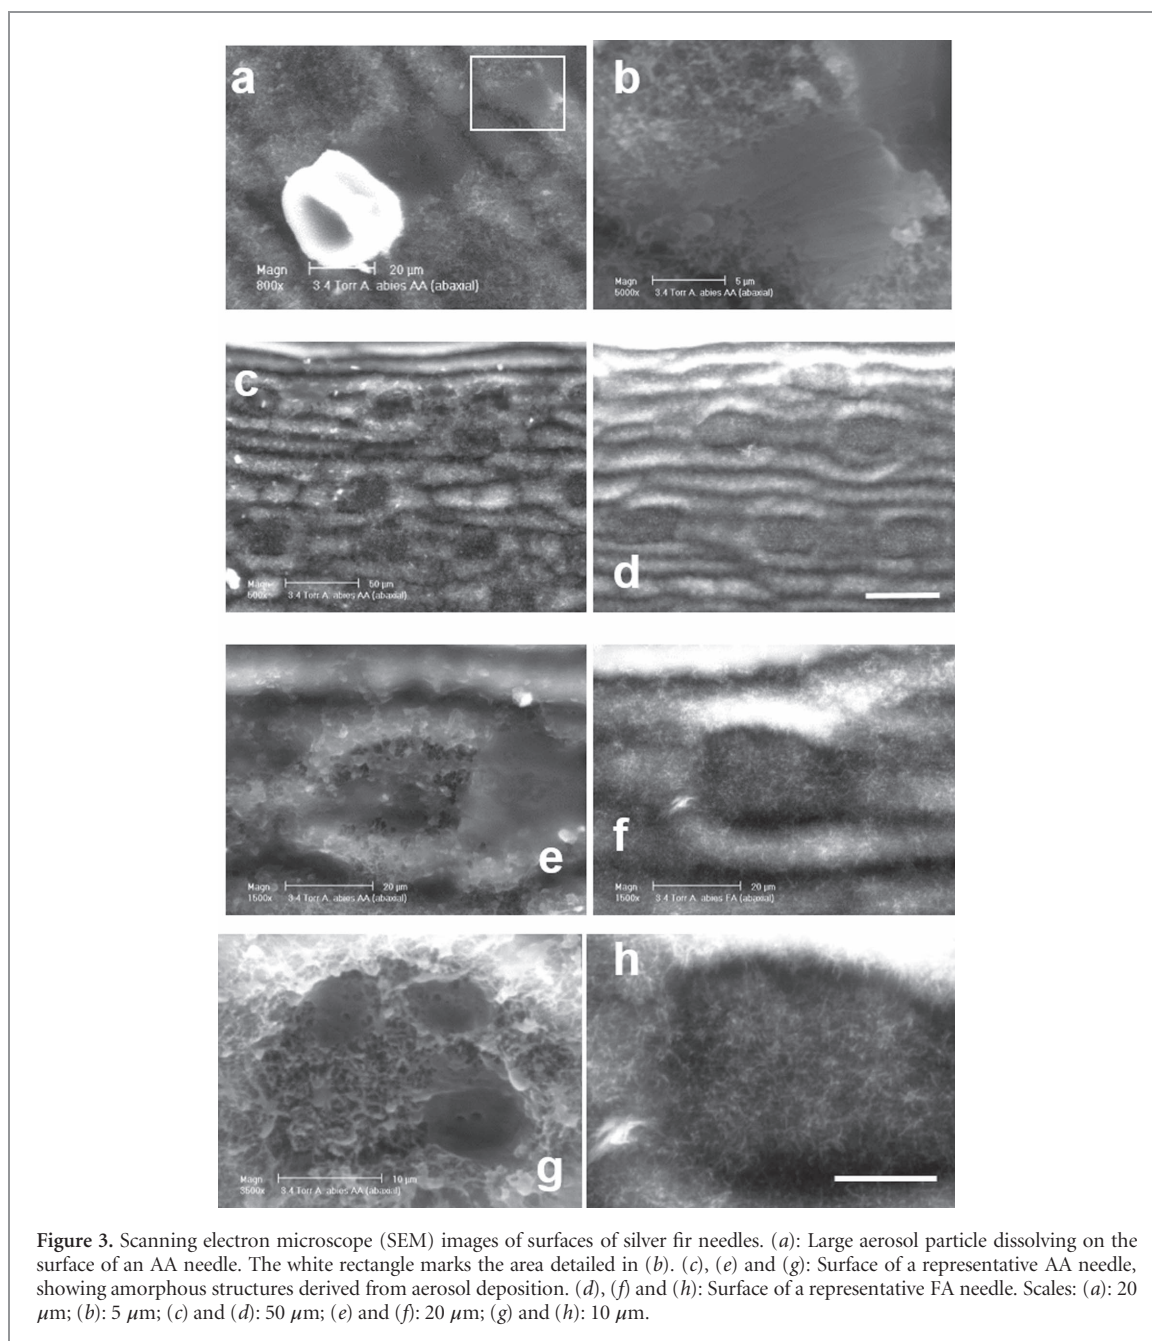 a
b
Magn
20 µm
800x
3.4 Torr A. abies AA (abaxial)
Magn
5 µm
5000x
3.4 Torr A. abies AA (abaxial)
c
d
Magn
50 µm
500x
3.4 Torr A. abies AA (abaxial)
e
f
Magn
20 µm
1500x
3.4 Torr A. abies AA (abaxial)
Magn
20 µm
1500x
3.4 Torr A. abies FA (abaxial)
h
g
Magn
10 µm
3500x
3.4 Torr A. abies AA (abaxial)
Figure 3. Scanning electron microscope (SEM) images of surfaces of silver fir needles. (a): Large aerosol particle dissolving on the
surface of an AA needle. The white rectangle marks the area detailed in (b). (c), (e) and (g): Surface of a representative AA needle,
showing amorphous structures derived from aerosol deposition. (d), (f) and (h): Surface of a representative FA needle. Scales: (a): 20
µm; (b): 5 µm; (c) and (d): 50 µm; (e) and (f): 20 µm; (g) and (h): 10 µm.